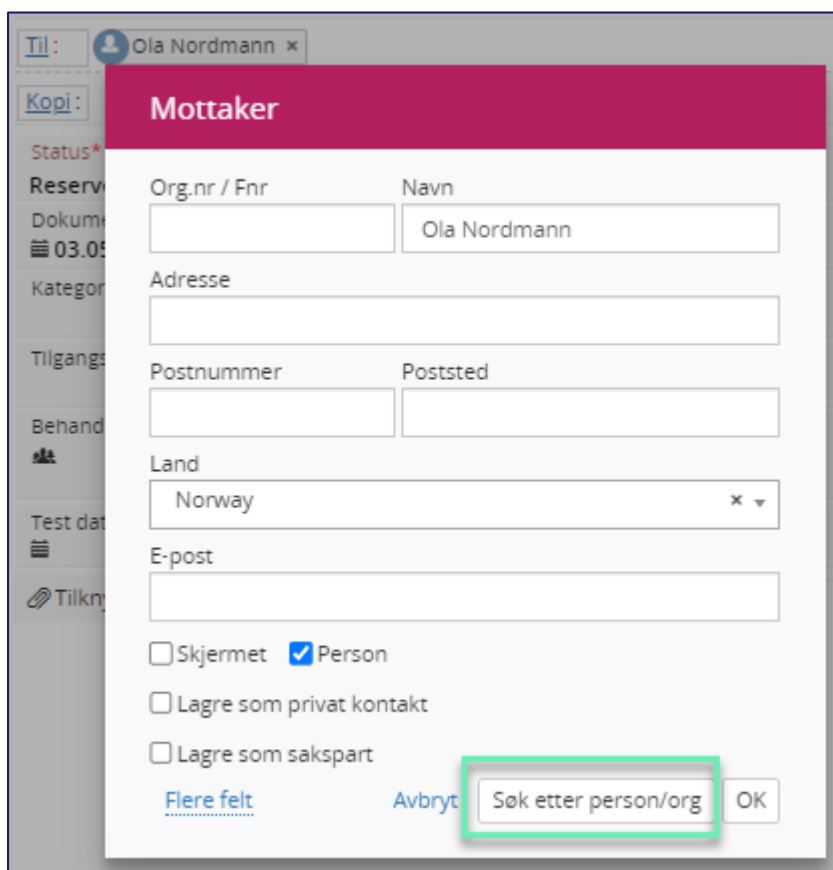 Til:
Ola Nordmann ×
Kopi:
Mottaker
Status*
Reserv
Org.nr / Fnr
Navn
Ola Nordmann
Dokume
03.05
Adresse
Kategor
Tilgangs
Postnummer
Poststed
Behand
Land
Norway × 
Test dat
E-post
Tilkny
Skjermet
Person
Lagre som privat kontakt
Lagre som sakspart
Flere felt
Avbryt
Søk etter person/org
OK